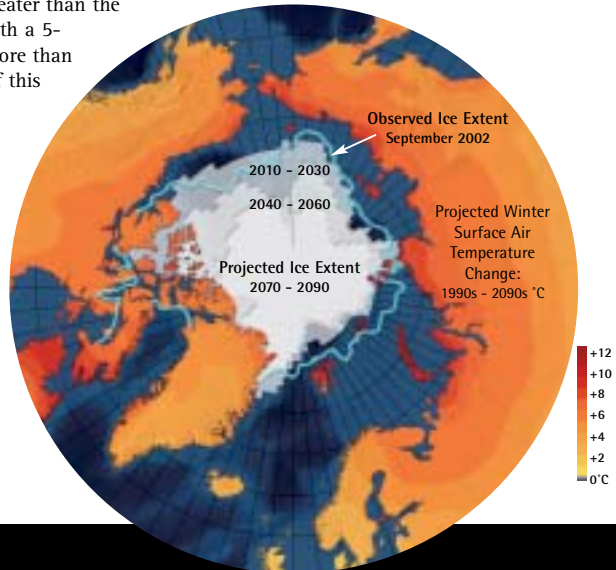 eater than the
th a 5-
ore than
f this
Observed Ice Extent
September 2002
2010 - 2030
2040 - 2060
Projected Ice Extent
2070 - 2090
Projected Winter
Surface Air
Temperature
Change:
1990s - 2090s °C
+12
+10
+8
+6
+4
+2
0°C